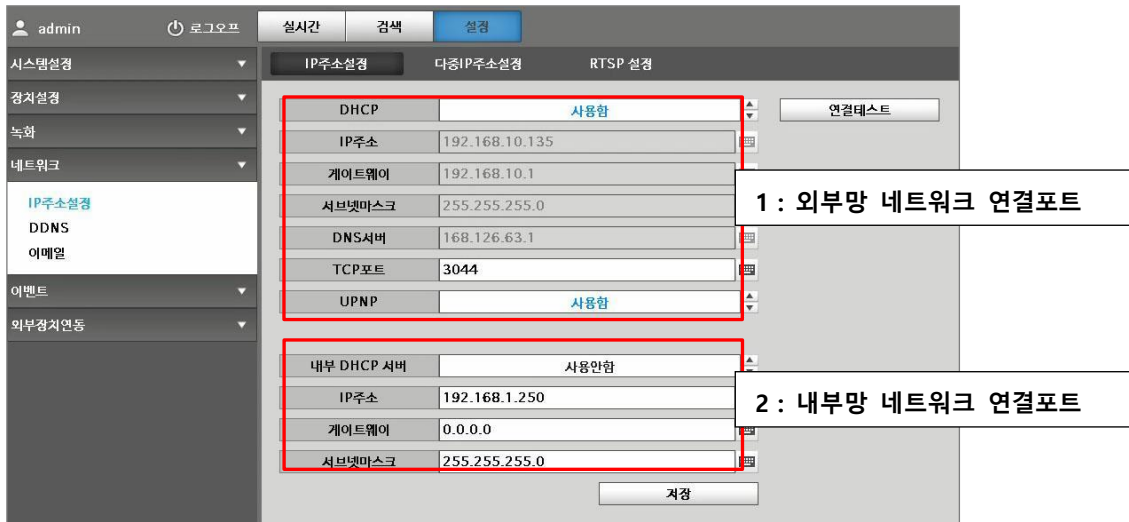 admin 로그오프 실시간 검색 설정
시스템설정 IP주소설정 다중IP주소설정 RTSP 설정
장치설정
녹화
네트워크
IP주소설정
DDNS
이메일
이벤트
외부장치연동
DHCP 사용함 연결테스트
IP주소 192.168.10.135
게이트웨이 192.168.10.1
서브넷마스크 255.255.255.0
DNS서버 168.126.63.1
TCP포트 3044
UPNP 사용함
1 : 외부망 네트워크 연결포트
내부 DHCP 서버 사용안함
IP주소 192.168.1.250
게이트웨이 0.0.0.0
서브넷마스크 255.255.255.0
2 : 내부망 네트워크 연결포트
저장